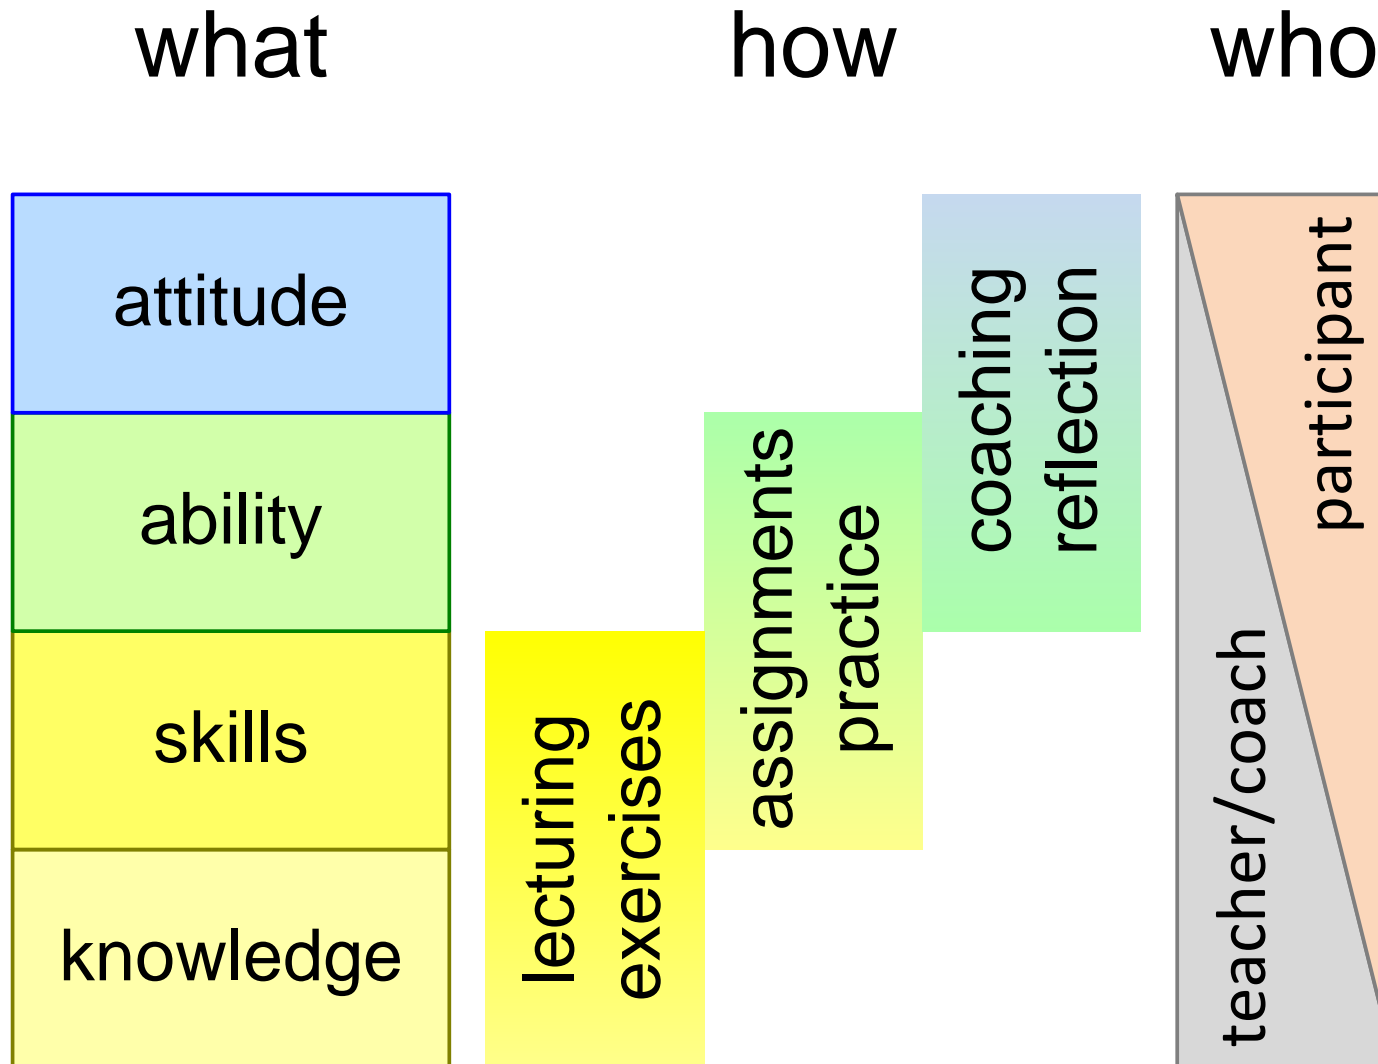 what
how
who
attitude
ability
skills
knowledge
lecturing
exercises
assignments
practice
coaching
reflection
teacher/coach
participant